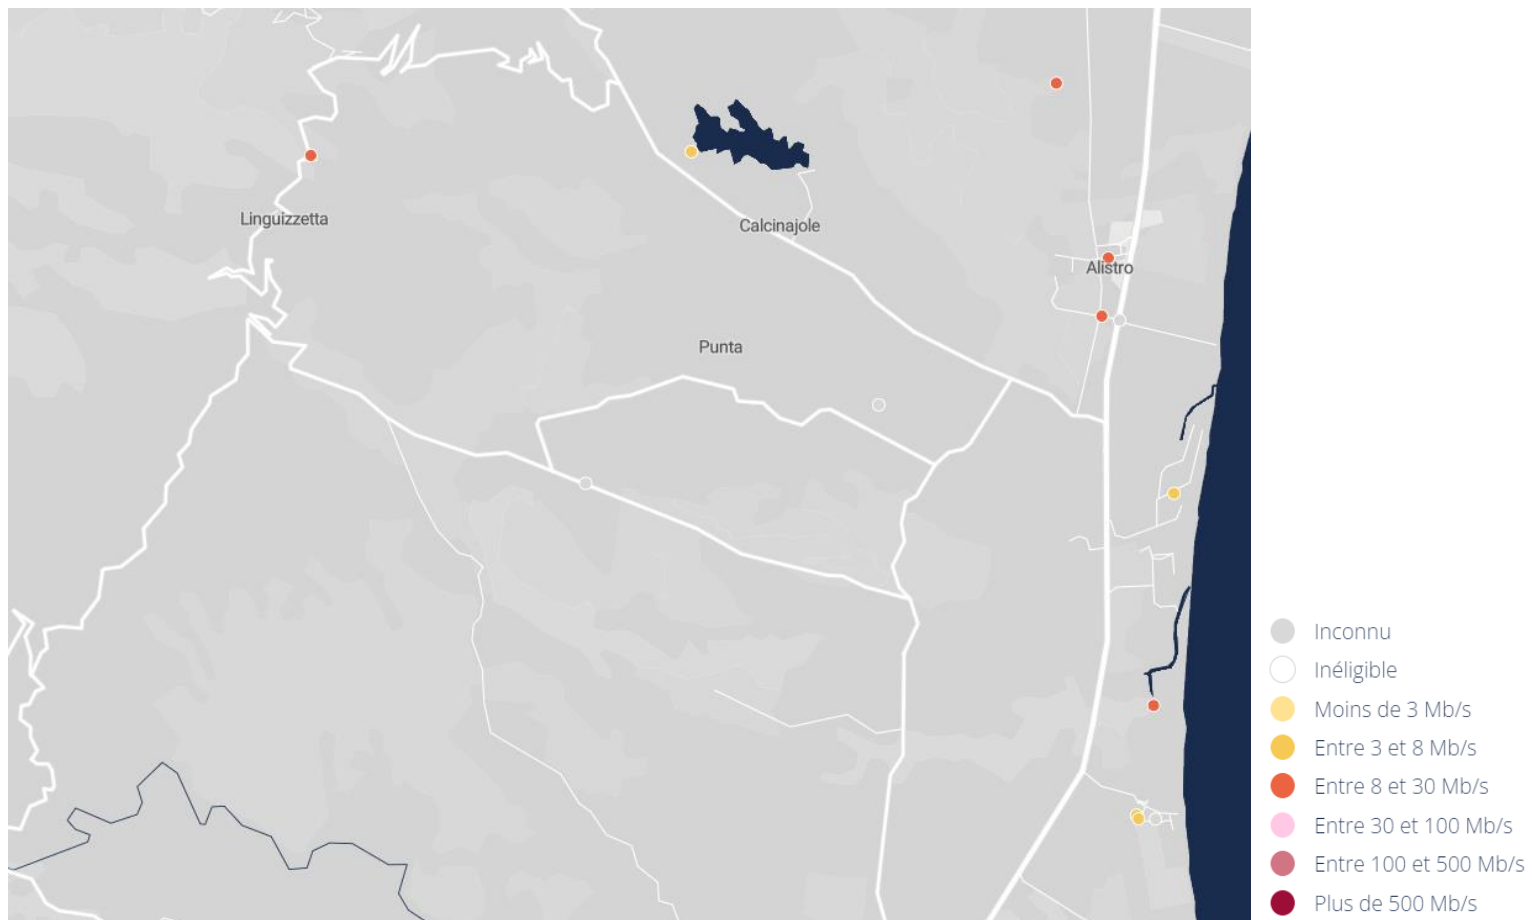 Linguizzetta
Calcinajole
Alistro
Punta
Inconnu
Inéligible
Moins de 3 Mb/s
Entre 3 et 8 Mb/s
Entre 8 et 30 Mb/s
Entre 30 et 100 Mb/s
Entre 100 et 500 Mb/s
Plus de 500 Mb/s